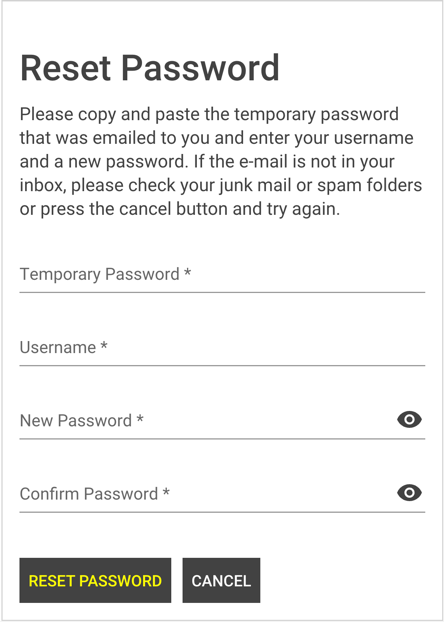 Reset Password
Please copy and paste the temporary password
that was emailed to you and enter your username
and a new password. If the e-mail is not in your
inbox, please check your junk mail or spam folders
or press the cancel button and try again.
Temporary Password *
Username *
New Password *
Confirm Password *
RESET PASSWORD CANCEL